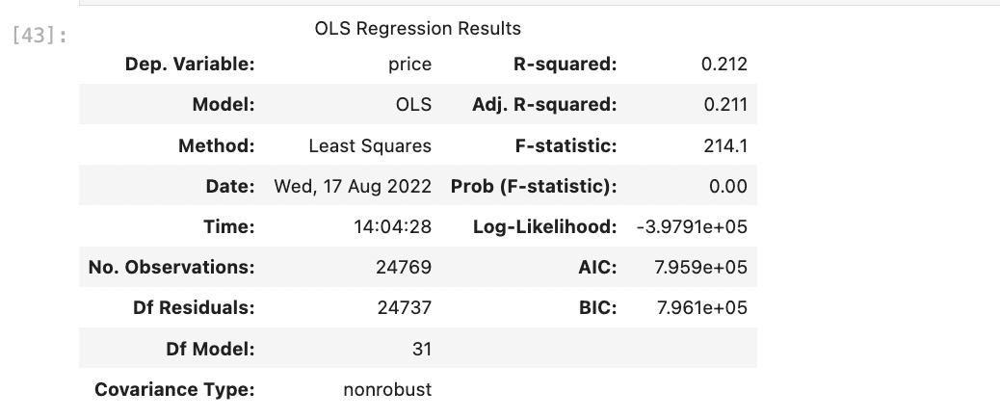 [43]:
OLS Regression Results
Dep. Variable: price R-squared: 0.212
Model: OLS Adj. R-squared: 0.211
Method: Least Squares F-statistic: 214.1
Date: Wed, 17 Aug 2022 Prob (F-statistic): 0.00
Time: 14:04:28 Log-Likelihood: -3.9791e+05
No. Observations: 24769 AIC: 7.959e+05
Df Residuals: 24737 BIC: 7.961e+05
Df Model: 31
Covariance Type: nonrobust